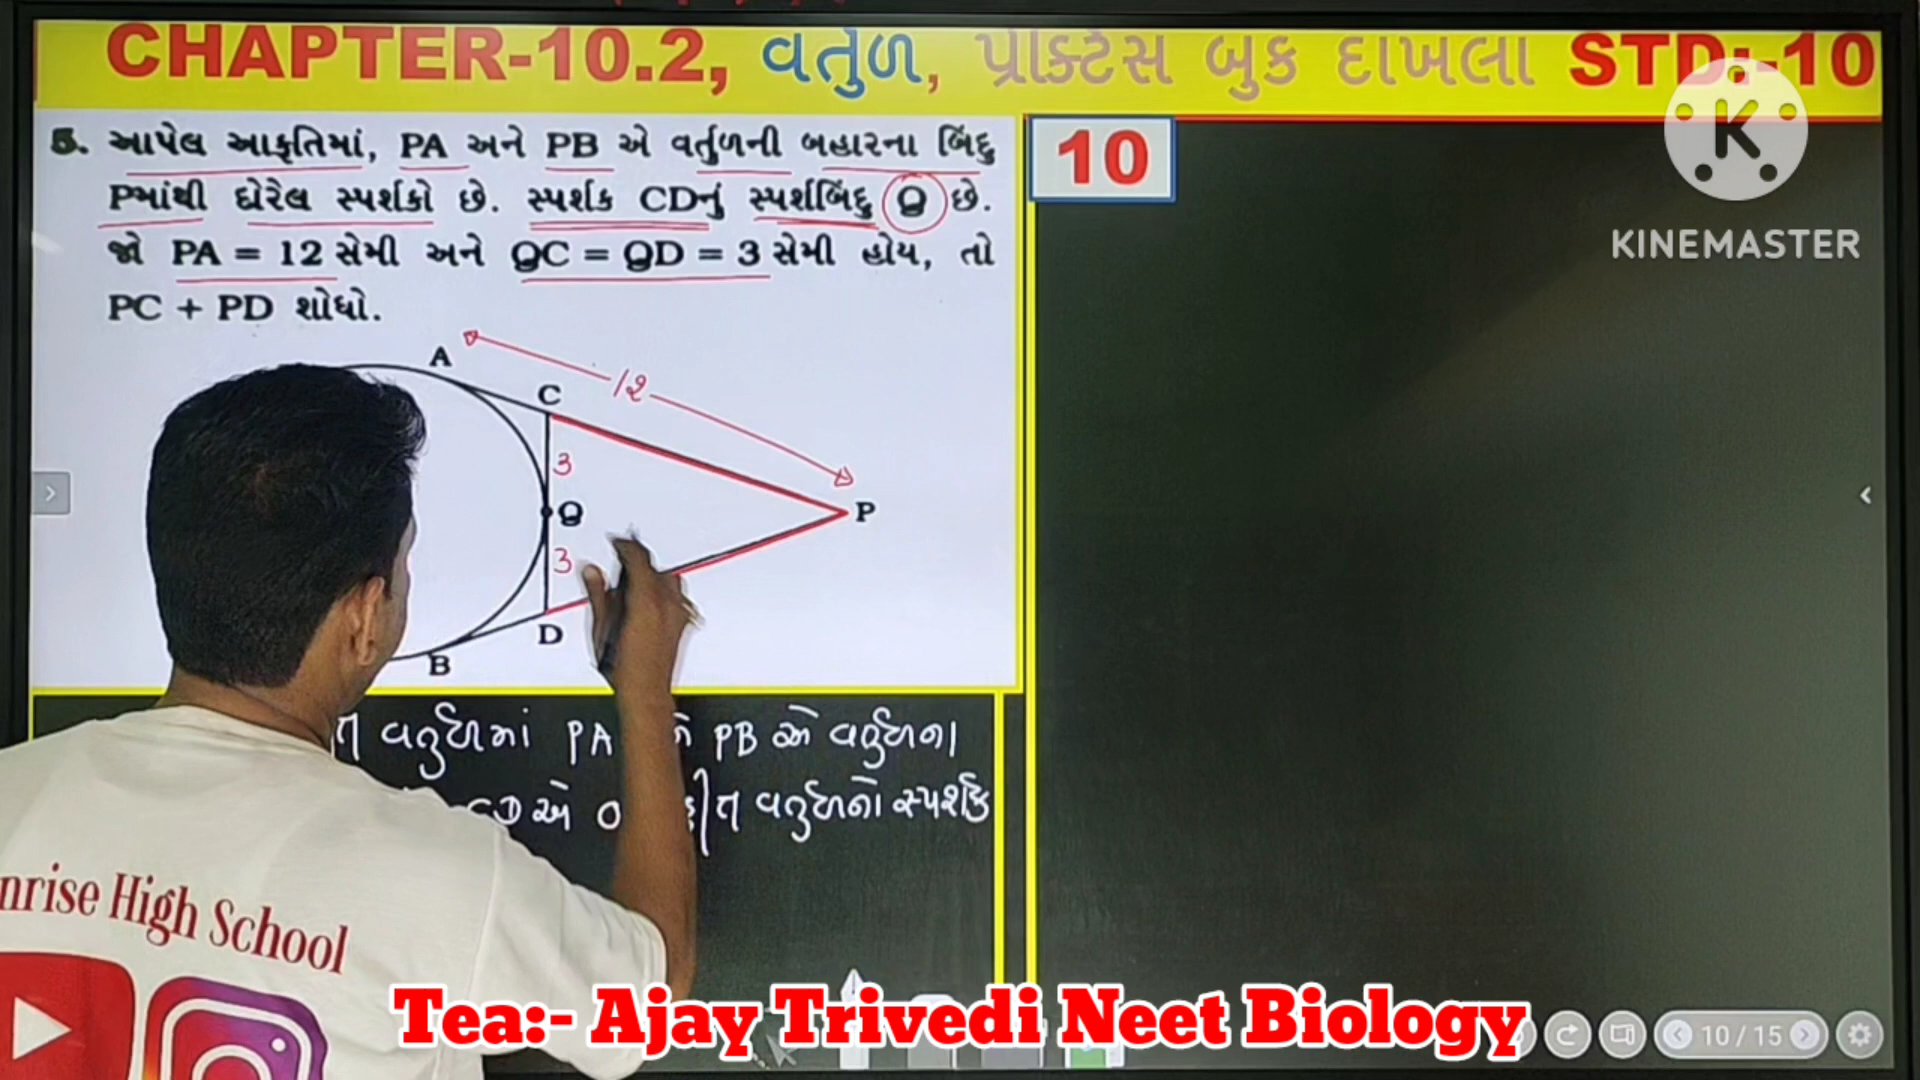 CHAPTER-10.2, વર્તુળ, પ્રેક્ટિસ બુક દાખલા STD:-10
5. આપેલ આકૃતિમાં, PA અને PB એ વર્તુળની બહારના બિંદુ
Pમાંથી દોરેલ સ્પર્શકો છે. સ્પર્શક CDનું સ્પર્શબિંદુ Q છે.
જો PA = 12 સેમી અને QC = QD = 3 સેમી હોય, તો
PC + PD શોધો.
10
KINEMASTER
A
C
12
3
Q
P
3
D
B
ત વર્તુળમાં PA PB એ વર્તુળના
CD એ O વર્તુળનો સ્પર્શક
nrise High School
Tea:- Ajay Trivedi Neet Biology
10/15